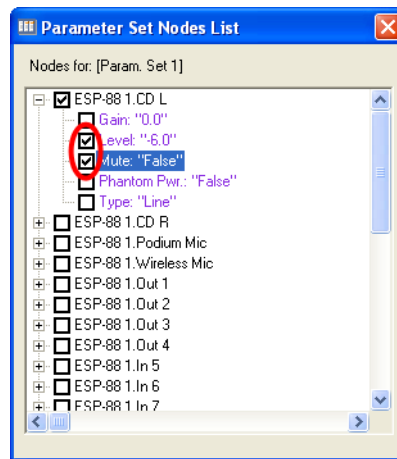 Parameter Set Nodes List
Nodes for: [Param. Set 1]
ESP-88 1.CD L
Gain: "0.0"
Level: "-6.0"
Mute: "False"
Phantom Pwr.: "False"
Type: "Line"
ESP-88 1.CD R
ESP-88 1.Podium Mic
ESP-88 1.Wireless Mic
ESP-88 1.Out 1
ESP-88 1.Out 2
ESP-88 1.Out 3
ESP-88 1.Out 4
ESP-88 1.In 5
ESP-88 1.In 6
ESP-88 1.In 7